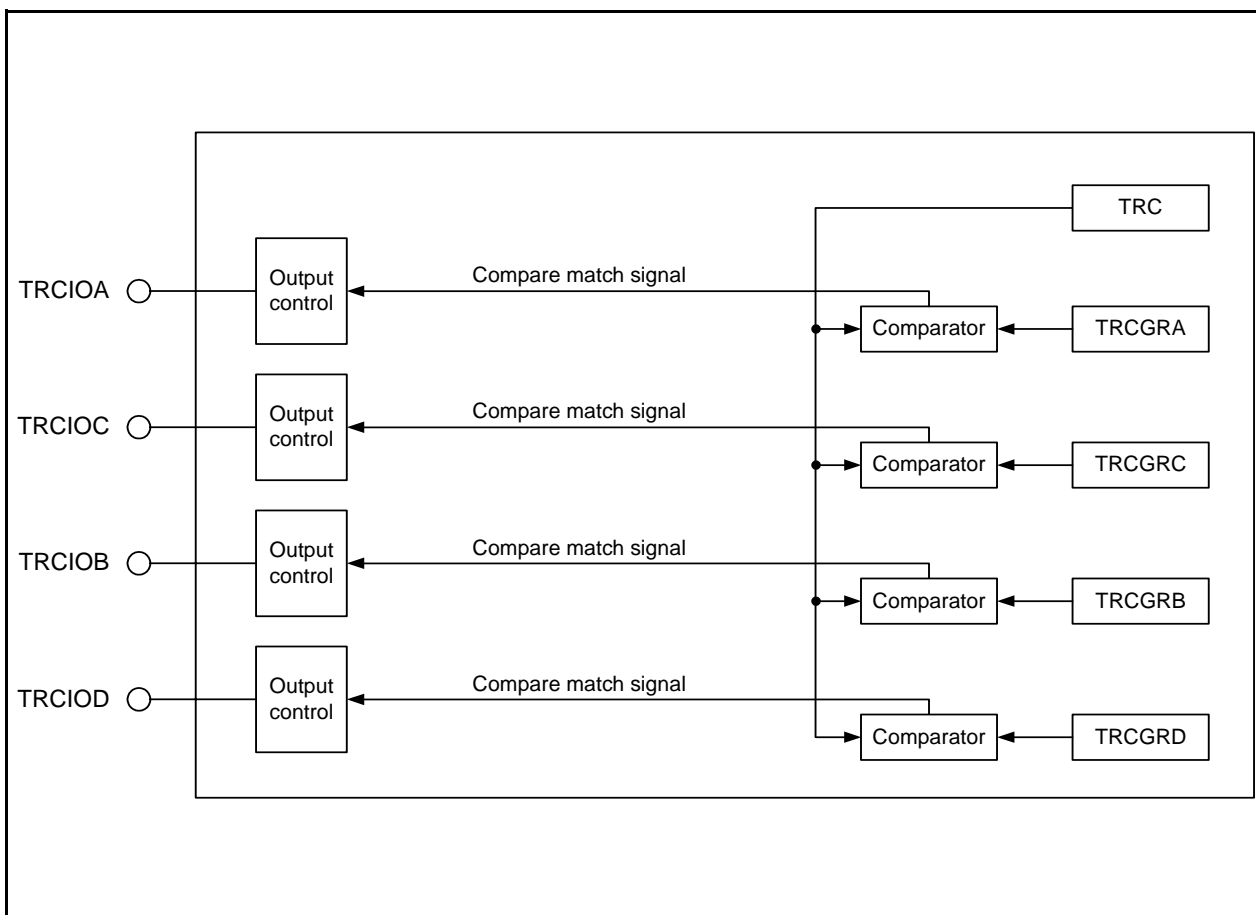 TRC
TRCIOA
Output
control
Compare match signal
Comparator
TRCGRA
TRCIOC
Output
control
Compare match signal
Comparator
TRCGRC
TRCIOB
Output
control
Compare match signal
Comparator
TRCGRB
TRCIOD
Output
control
Compare match signal
Comparator
TRCGRD